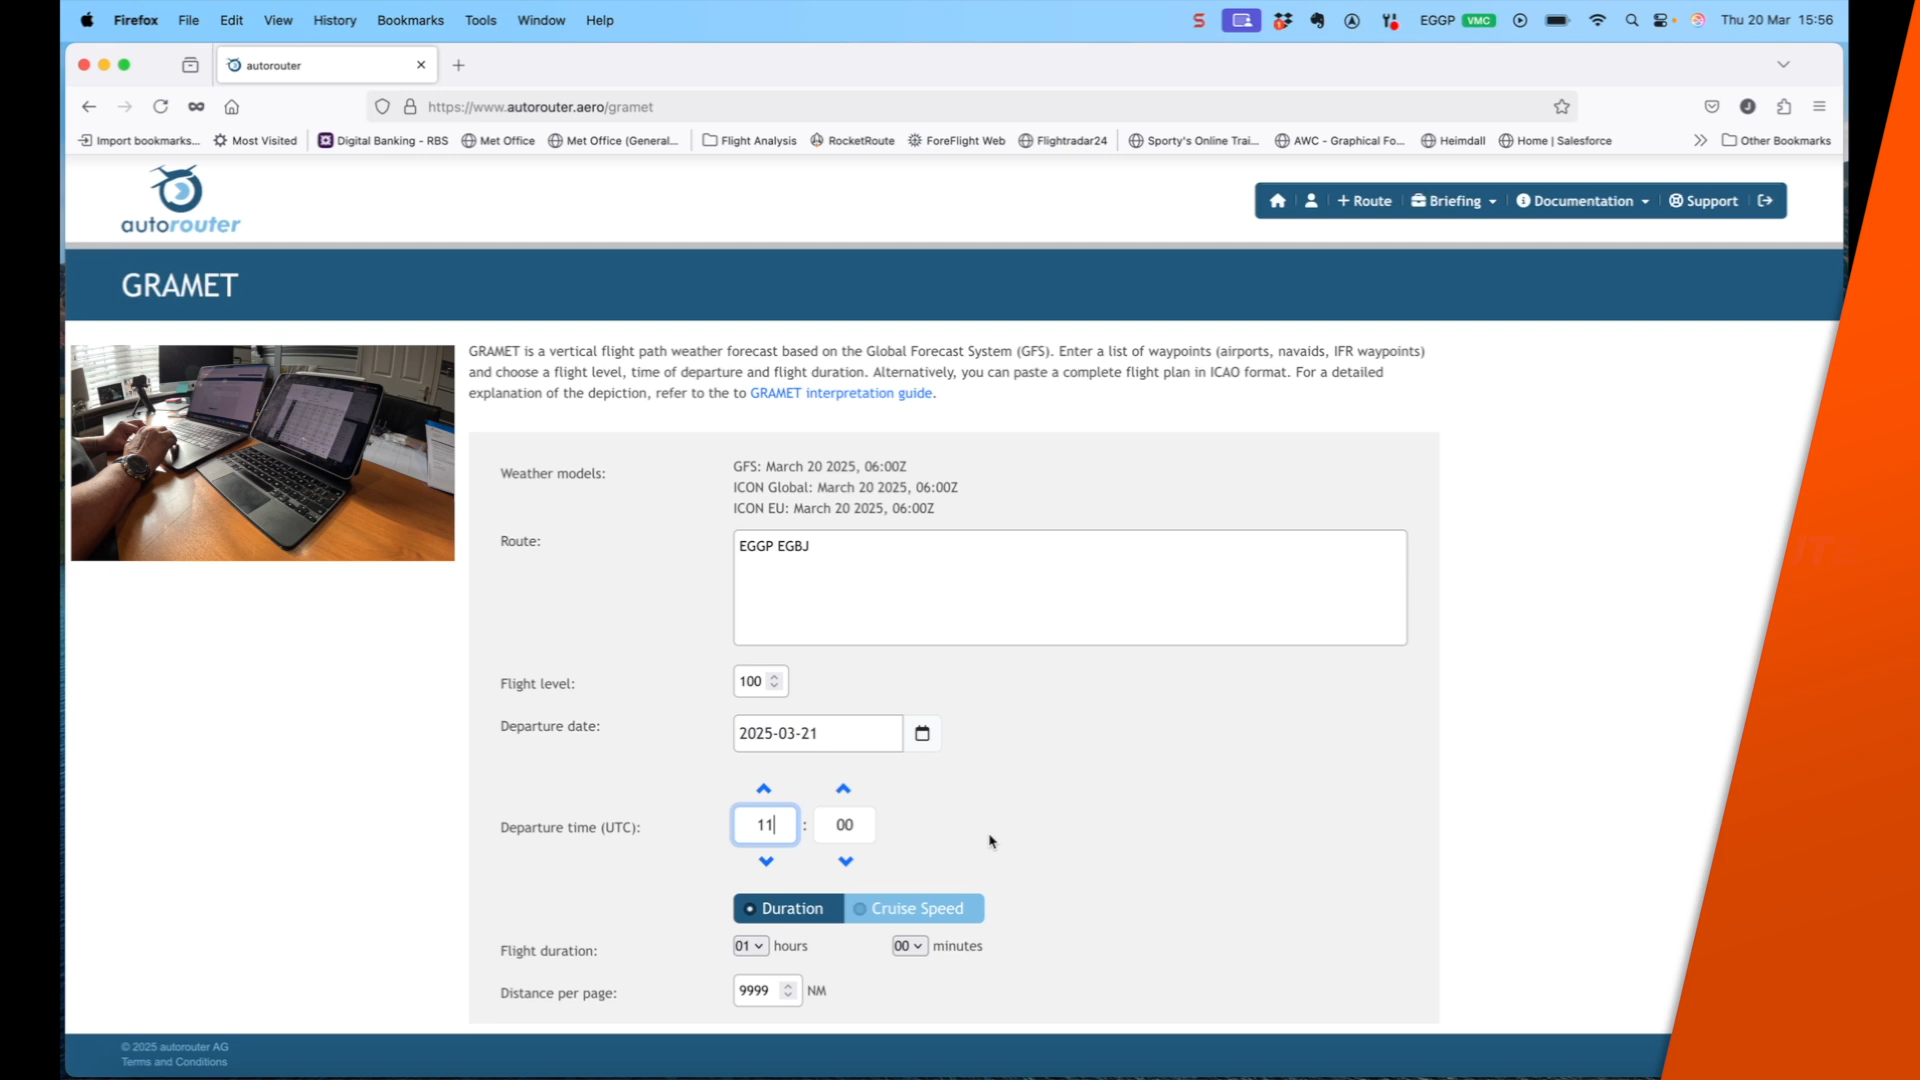 Firefox File Edit View History Bookmarks Tools Window Help
EGGP VMC Thu 20 Mar 15:56
autorouter
https://www.autorouter.aero/gramet
Import bookmarks... Most Visited Digital Banking - RBS Met Office Met Office (General... Flight Analysis RocketRoute ForeFlight Web Flightradar24 Sporty's Online Trai... AWC - Graphical Fo... Heimdall Home | Salesforce Other Bookmarks
autorouter
+ Route Briefing Documentation Support
GRAMET
GRAMET is a vertical flight path weather forecast based on the Global Forecast System (GFS). Enter a list of waypoints (airports, navaids, IFR waypoints)
and choose a flight level, time of departure and flight duration. Alternatively, you can paste a complete flight plan in ICAO format. For a detailed
explanation of the depiction, refer to the to GRAMET interpretation guide.
Weather models:
GFS: March 20 2025, 06:00Z
ICON Global: March 20 2025, 06:00Z
ICON EU: March 20 2025, 06:00Z
Route:
EGGP EGBJ
Flight level:
100
Departure date:
2025-03-21
Departure time (UTC):
11 : 00
Duration Cruise Speed
Flight duration:
01 hours 00 minutes
Distance per page:
9999 NM
© 2025 autorouter AG
Terms and Conditions